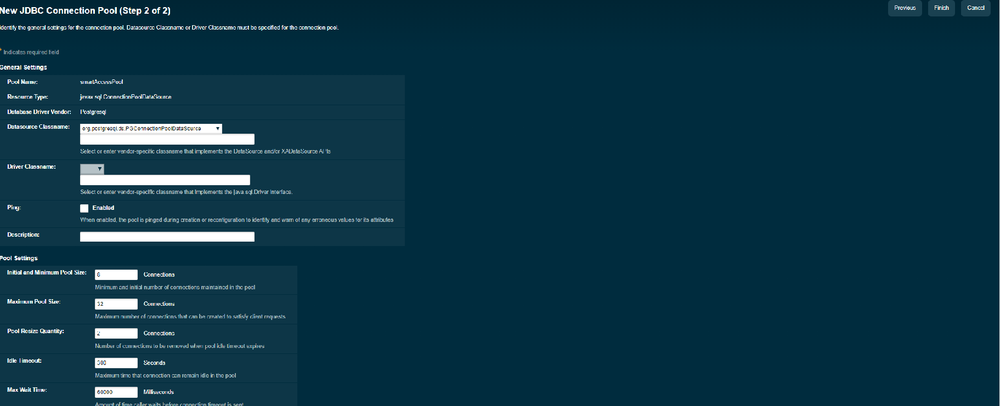 New JDBC Connection Pool (Step 2 of 2)
Previous
Finish
Cancel
Identify the general settings for the connection pool. Datasource Classname or Driver Classname must be specified for the connection pool.
* Indicates required field
General Settings
Pool Name: smartAccessPool
Resource Type: javax.sql.ConnectionPoolDataSource
Database Driver Vendor: Postgresql
Datasource Classname: org.postgresql.ds.PGConnectionPoolDataSource
Select or enter vendor-specific classname that implements the DataSource and/or XADataSource APIs
Driver Classname:
Select or enter vendor-specific classname that implements the java.sql.Driver interface.
Ping: Enabled
When enabled, the pool is pinged during creation or reconfiguration to identify and warn of any erroneous values for its attributes
Description:
Pool Settings
Initial and Minimum Pool Size: 8 Connections
Minimum and initial number of connections maintained in the pool
Maximum Pool Size: 32 Connections
Maximum number of connections that can be created to satisfy client requests
Pool Resize Quantity: 2 Connections
Number of connections to be removed when pool idle timeout expires
Idle Timeout: 300 Seconds
Maximum time that connection can remain idle in the pool
Max Wait Time: 60000 Milliseconds
Amount of time caller waits before connection timeout is sent